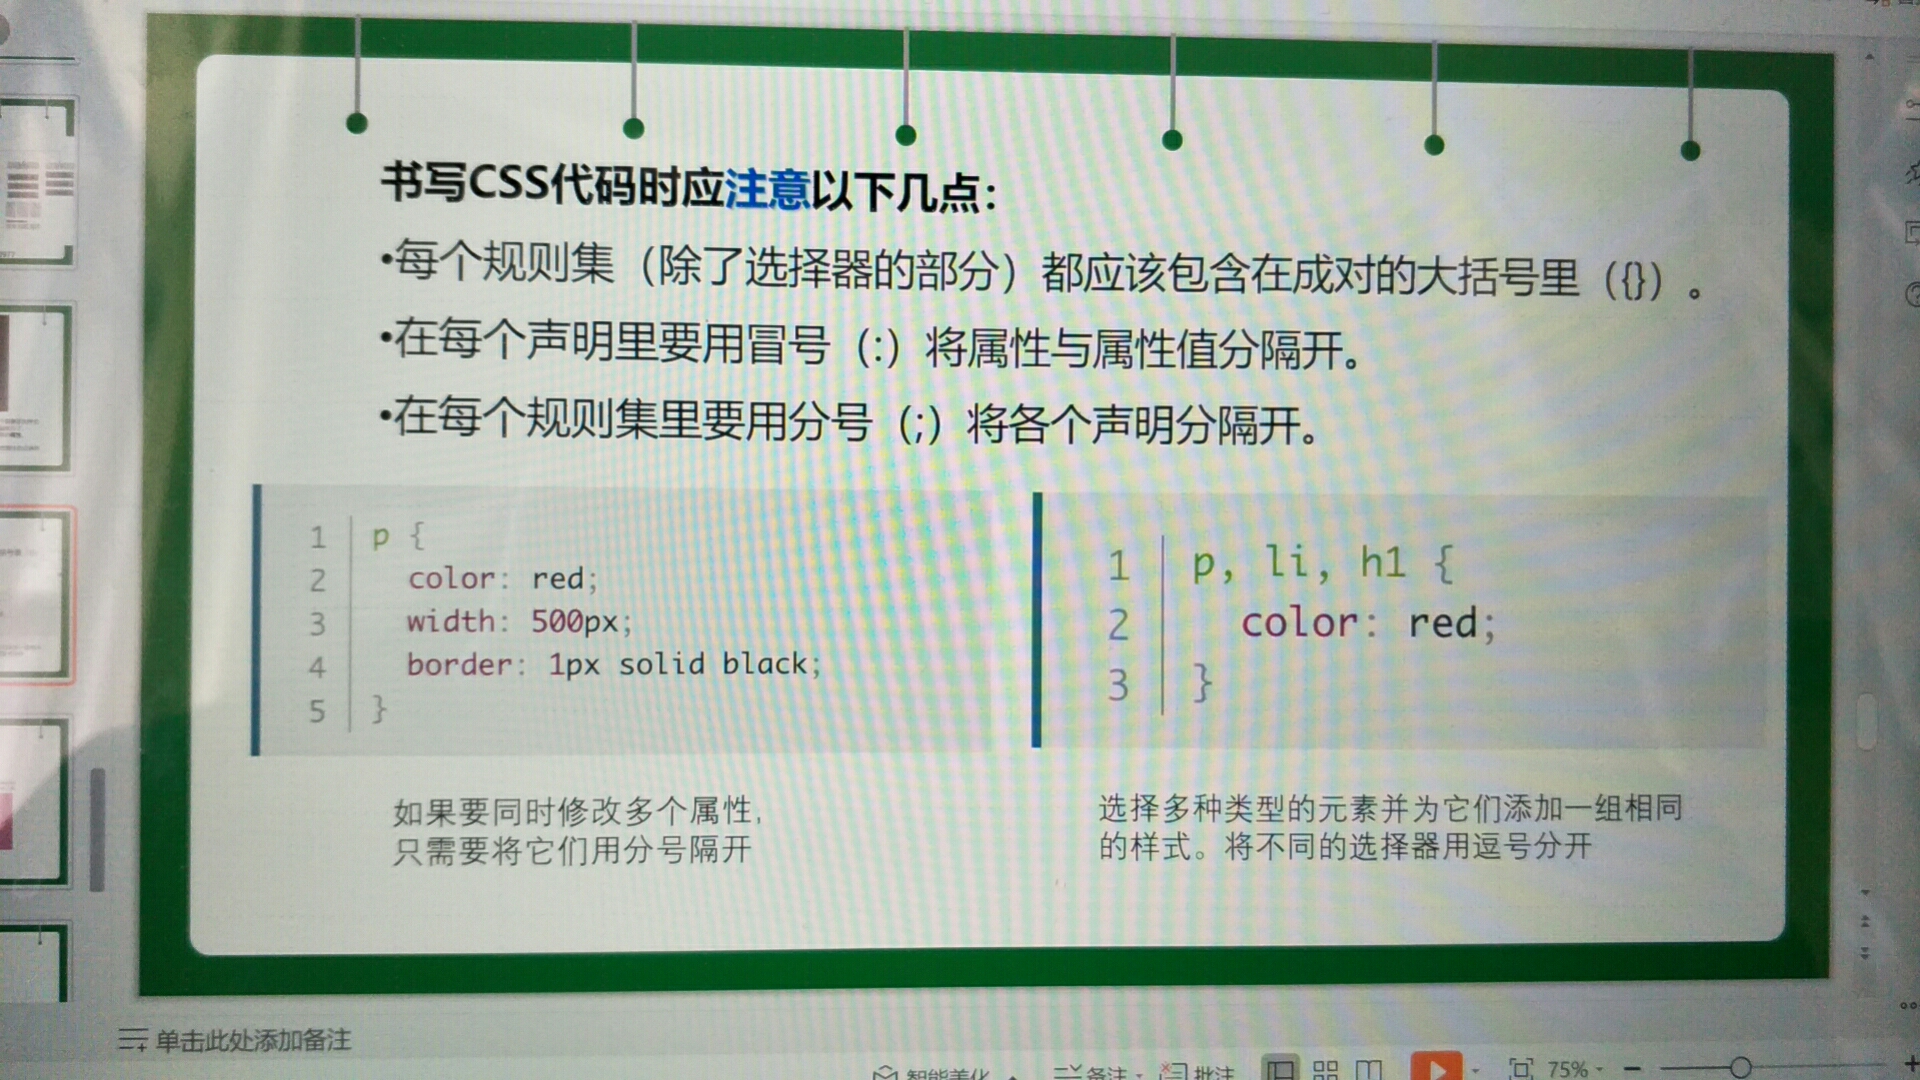 书写CSS代码时应注意以下几点：
•每个规则集（除了选择器的部分）都应该包含在成对的大括号里（{}）。
•在每个声明里要用冒号（:）将属性与属性值分隔开。
•在每个规则集里要用分号（;）将各个声明分隔开。
1 p {
2 color: red;
3 width: 500px;
4 border: 1px solid black;
5 }
1 p, li, h1 {
2 color: red;
3 }
如果要同时修改多个属性,
只需要将它们用分号隔开
选择多种类型的元素并为它们添加一组相同
的样式。将不同的选择器用逗号分开
单击此处添加备注
智能美化
备注
批注
75%